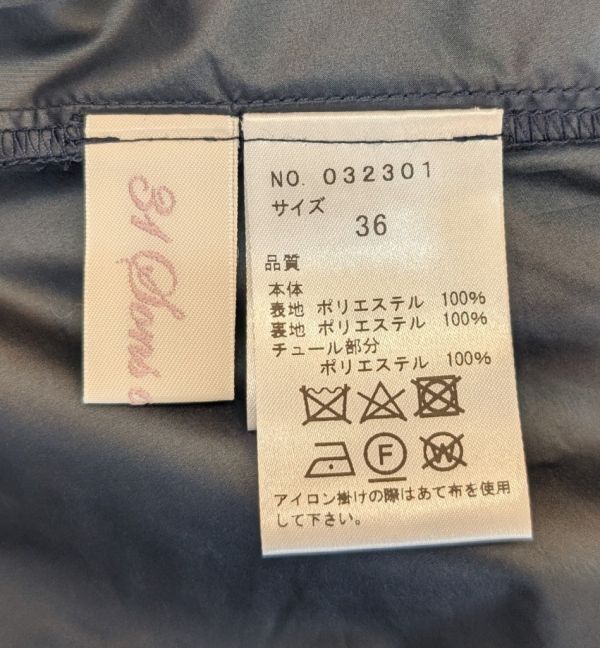 31 Sons
NO. 032301
サイズ
36
品質
本体
表地 ポリエステル 100%
裏地 ポリエステル 100%
チュール部分
ポリエステル 100%
F
W
アイロン掛けの際はあて布を使用
して下さい。